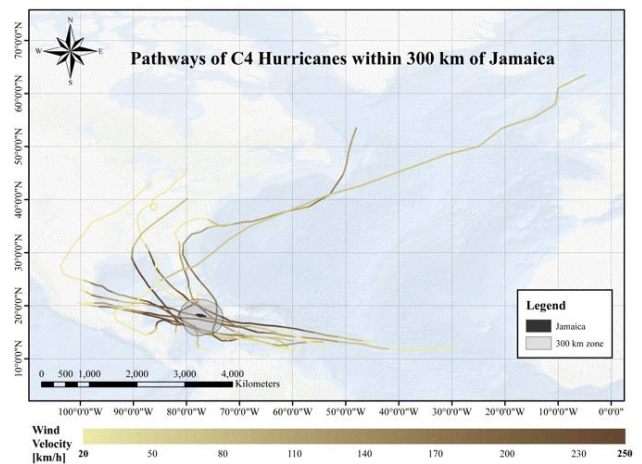 N
W E
S
Pathways of C4 Hurricanes within 300 km of Jamaica
70°0'0"N
60°0'0"N
50°0'0"N
40°0'0"N
30°0'0"N
20°0'0"N
10°0'0"N
Legend
Jamaica
300 km zone
0 500 1,000 2,000 3,000 4,000
Kilometers
100°0'0"W 90°0'0"W 80°0'0"W 70°0'0"W 60°0'0"W 50°0'0"W 40°0'0"W 30°0'0"W 20°0'0"W 10°0'0"W 0°0'0"
Wind
Velocity
[km/h]
20 50 80 110 140 170 200 230 250